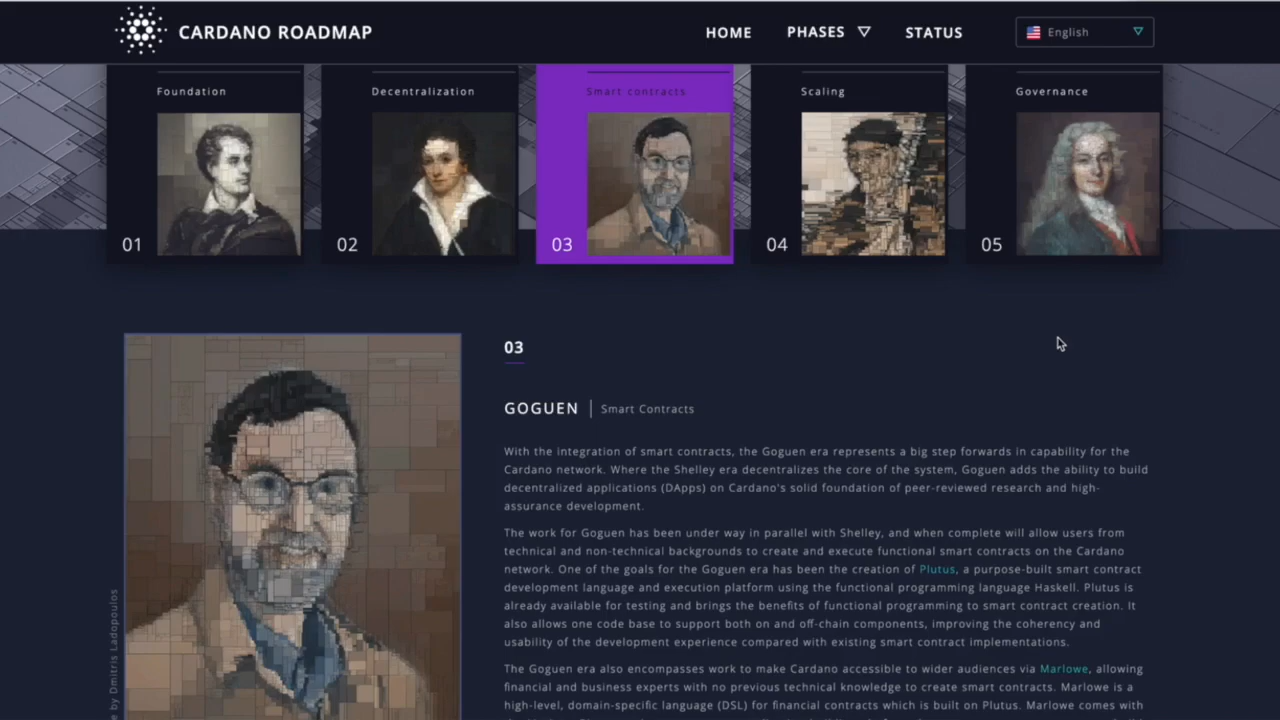 CARDANO ROADMAP
HOME
PHASES
STATUS
English
Foundation
Decentralization
Smart contracts
Scaling
Governance
01
02
03
04
05
03
GOGUEN | Smart Contracts
With the integration of smart contracts, the Goguen era represents a big step forwards in capability for the
Cardano network. Where the Shelley era decentralizes the core of the system, Goguen adds the ability to build
decentralized applications (DApps) on Cardano's solid foundation of peer-reviewed research and high-
assurance development.
The work for Goguen has been under way in parallel with Shelley, and when complete will allow users from
technical and non-technical backgrounds to create and execute functional smart contracts on the Cardano
network. One of the goals for the Goguen era has been the creation of Plutus, a purpose-built smart contract
development language and execution platform using the functional programming language Haskell. Plutus is
already available for testing and brings the benefits of functional programming to smart contract creation. It
also allows one code base to support both on and off-chain components, improving the coherency and
usability of the development experience compared with existing smart contract implementations.
The Goguen era also encompasses work to make Cardano accessible to wider audiences via Marlowe, allowing
financial and business experts with no previous technical knowledge to create smart contracts. Marlowe is a
high-level, domain-specific language (DSL) for financial contracts which is built on Plutus. Marlowe comes with
by Dmitris Ladopoulos